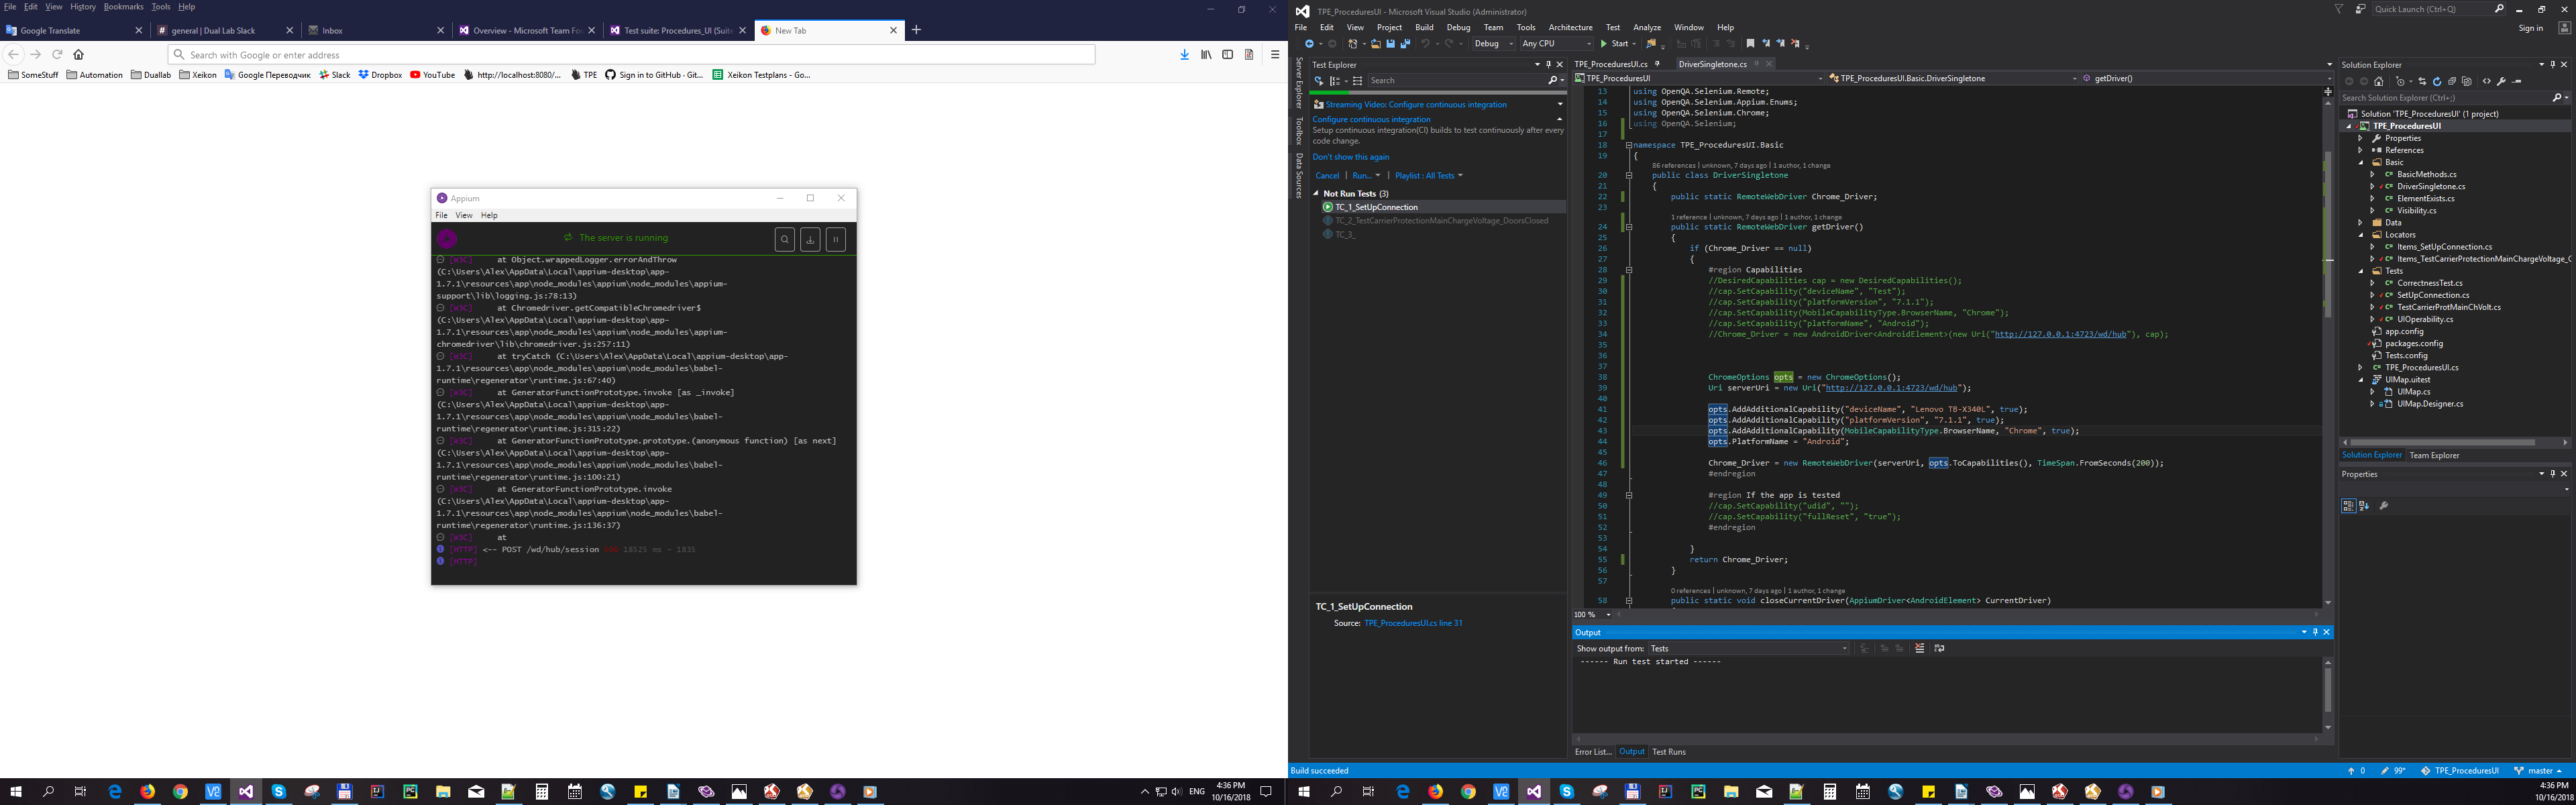 File Edit View History Bookmarks Tools Help
Google Translate
general | Dual Lab Slack
Inbox
Overview - Microsoft Team Fou
Test suite: Procedures_UI (Suite
New Tab
Search with Google or enter address
SomeStuff Automation Duallab Xeikon Google Переводчик Slack Dropbox YouTube http://localhost:8080/... TPE Sign in to GitHub · Git... Xeikon Testplans - Go...
Appium
File View Help
The server is running
[W3C] at Object.wrappedLogger.errorAndThrow
(C:\Users\Alex\AppData\Local\appium-desktop\app-
1.7.1\resources\app\node_modules\appium\node_modules\appium-
support\lib\logging.js:78:13)
[W3C] at Chromedriver.getCompatibleChromedriver$
(C:\Users\Alex\AppData\Local\appium-desktop\app-
1.7.1\resources\app\node_modules\appium\node_modules\appium-
chromedriver\lib\chromedriver.js:257:11)
[W3C] at tryCatch (C:\Users\Alex\AppData\Local\appium-desktop\app-
1.7.1\resources\app\node_modules\appium\node_modules\babel-
runtime\regenerator\runtime.js:67:40)
[W3C] at GeneratorFunctionPrototype.invoke [as _invoke]
(C:\Users\Alex\AppData\Local\appium-desktop\app-
1.7.1\resources\app\node_modules\appium\node_modules\babel-
runtime\regenerator\runtime.js:315:22)
[W3C] at GeneratorFunctionPrototype.prototype.(anonymous function) [as next]
(C:\Users\Alex\AppData\Local\appium-desktop\app-
1.7.1\resources\app\node_modules\appium\node_modules\babel-
runtime\regenerator\runtime.js:100:21)
[W3C] at GeneratorFunctionPrototype.invoke
(C:\Users\Alex\AppData\Local\appium-desktop\app-
1.7.1\resources\app\node_modules\appium\node_modules\babel-
runtime\regenerator\runtime.js:136:37)
[W3C] at
[HTTP] <-- POST /wd/hub/session 500 18525 ms - 1835
[HTTP]
ENG
4:36 PM
10/16/2018
TPE_ProceduresUI - Microsoft Visual Studio (Administrator)
Quick Launch (Ctrl+Q)
File Edit View Project Build Debug Team Tools Architecture Test Analyze Window Help
Sign in
Debug Any CPU Start
Server Explorer
Toolbox
Data Sources
Test Explorer
Search
Streaming Video: Configure continuous integration
Configure continuous integration
Setup continuous integration(CI) builds to test continuously after every
code change.
Don't show this again
Cancel | Run... | Playlist : All Tests
Not Run Tests (3)
TC_1_SetUpConnection
TC_2_TestCarrierProtectionMainChargeVoltage_DoorsClosed
TC_3_
TC_1_SetUpConnection
Source: TPE_ProceduresUI.cs line 31
TPE_ProceduresUI.cs DriverSingletone.cs
TPE_ProceduresUI TPE_ProceduresUI.Basic.DriverSingletone getDriver()
13 using OpenQA.Selenium.Remote;
14 using OpenQA.Selenium.Appium.Enums;
15 using OpenQA.Selenium.Chrome;
16 using OpenQA.Selenium;
17
18 namespace TPE_ProceduresUI.Basic
19 {
86 references | unknown, 7 days ago | 1 author, 1 change
20 public class DriverSingletone
21 {
22 public static RemoteWebDriver Chrome_Driver;
23
1 reference | unknown, 7 days ago | 1 author, 1 change
24 public static RemoteWebDriver getDriver()
25 {
26 if (Chrome_Driver == null)
27 {
28 #region Capabilities
29 //DesiredCapabilities cap = new DesiredCapabilities();
30 //cap.SetCapability("deviceName", "Test");
31 //cap.SetCapability("platformVersion", "7.1.1");
32 //cap.SetCapability(MobileCapabilityType.BrowserName, "Chrome");
33 //cap.SetCapability("platformName", "Android");
34 //Chrome_Driver = new AndroidDriver<AndroidElement>(new Uri("http://127.0.0.1:4723/wd/hub"), cap);
35
36
37
38 ChromeOptions opts = new ChromeOptions();
39 Uri serverUri = new Uri("http://127.0.0.1:4723/wd/hub");
40
41 opts.AddAdditionalCapability("deviceName", "Lenovo TB-X340L", true);
42 opts.AddAdditionalCapability("platformVersion", "7.1.1", true);
43 opts.AddAdditionalCapability(MobileCapabilityType.BrowserName, "Chrome", true);
44 opts.PlatformName = "Android";
45
46 Chrome_Driver = new RemoteWebDriver(serverUri, opts.ToCapabilities(), TimeSpan.FromSeconds(200));
47 #endregion
48
49 #region If the app is tested
50 //cap.SetCapability("udid", "");
51 //cap.SetCapability("fullReset", "true");
52 #endregion
53
54 }
55 return Chrome_Driver;
56 }
57
0 references | unknown, 7 days ago | 1 author, 1 change
58 public static void closeCurrentDriver(AppiumDriver<AndroidElement> CurrentDriver)
100 %
Output
Show output from: Tests
------ Run test started ------
Error List... Output Test Runs
Solution Explorer
Search Solution Explorer (Ctrl+;)
Solution 'TPE_ProceduresUI' (1 project)
TPE_ProceduresUI
Properties
References
Basic
BasicMethods.cs
DriverSingletone.cs
ElementExists.cs
Visibility.cs
Data
Locators
Items_SetUpConnection.cs
Items_TestCarrierProtectionMainChargeVoltage_C
Tests
CorrectnessTest.cs
SetUpConnection.cs
TestCarrierProtMainChVolt.cs
UIOperability.cs
app.config
packages.config
Tests.config
TPE_ProceduresUI.cs
UIMap.uitest
UIMap.cs
UIMap.Designer.cs
Solution Explorer Team Explorer
Properties
Build succeeded
0 99* TPE_ProceduresUI master
4:36 PM
10/16/2018